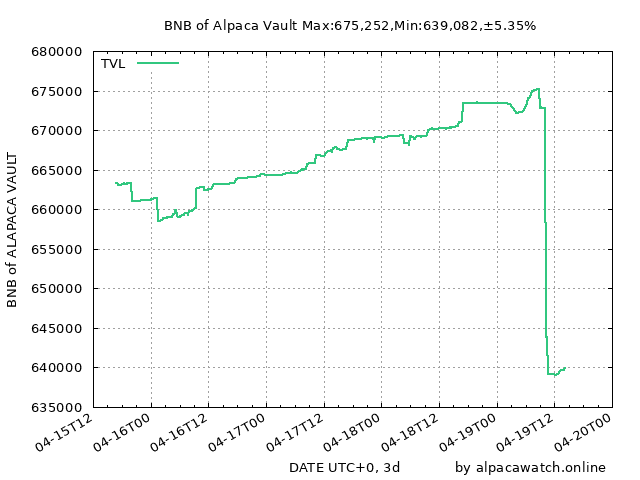 BNB of Alpaca Vault Max:675,252,Min:639,082,±5.35%
TVL
BNB of ALAPACA VAULT
680000
675000
670000
665000
660000
655000
650000
645000
640000
635000
04-15T12
04-16T00
04-16T12
04-17T00
04-17T12
04-18T00
04-18T12
04-19T00
04-19T12
04-20T00
DATE UTC+0, 3d
by alpacawatch.online